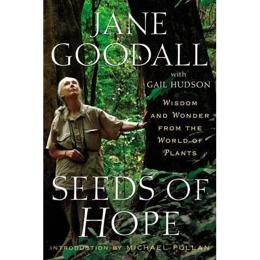 JANE
GOODALL
with
GAIL HUDSON
WISDOM
AND WONDER
FROM THE
WORLD OF
PLANTS
SEEDS OF
HOPE
INTRODUCTION BY MICHAEL POLLAN